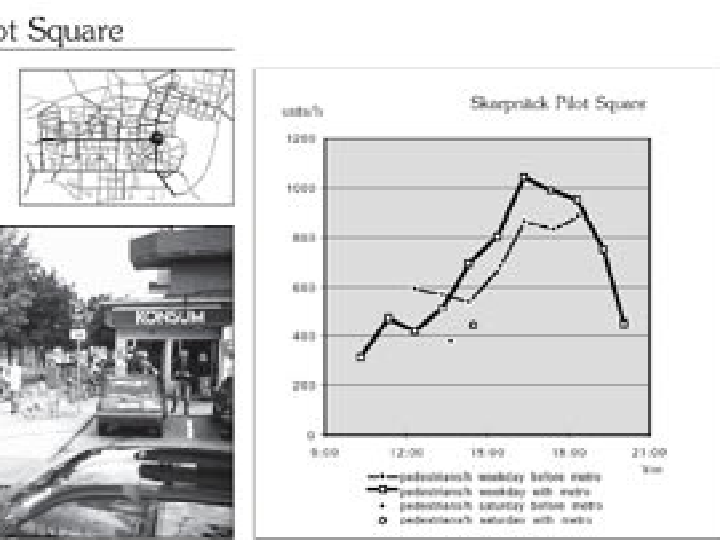 ot Square
KONSUM
Skarpnäck Pilot Square
units/h
1200
1000
800
600
400
200
0
9:00 12:00 15:00 18:00 21:00
time
pedestrians/h weekday before metro
pedestrians/h weekday with metro
pedestrians/h saturday before metro
pedestrians/h saturday with metro